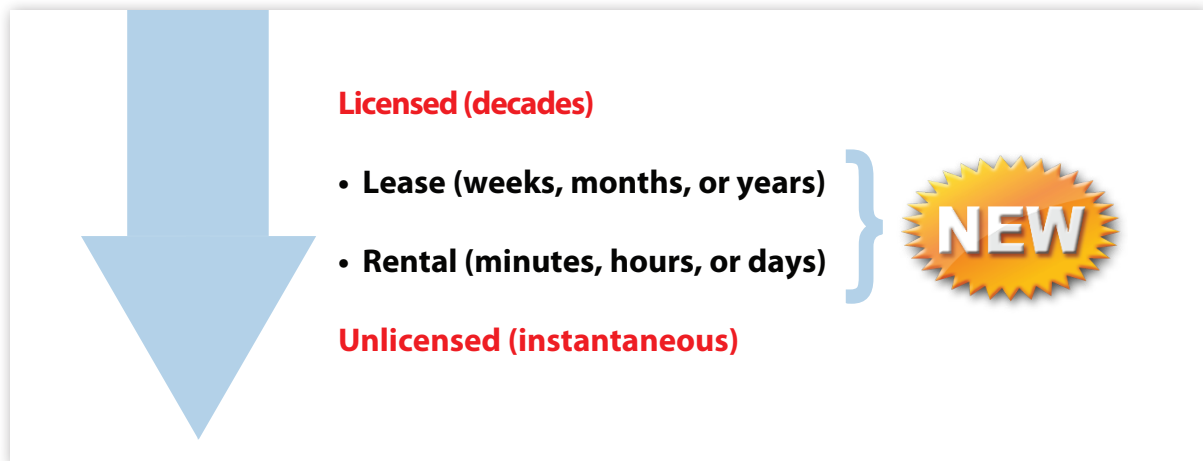 Licensed (decades)
• Lease (weeks, months, or years)
• Rental (minutes, hours, or days)
NEW
Unlicensed (instantaneous)